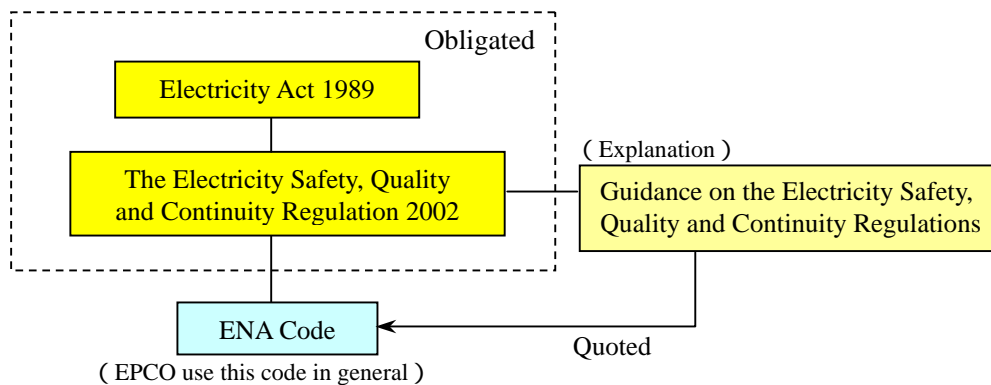 Obligated
Electricity Act 1989
The Electricity Safety, Quality
and Continuity Regulation 2002
( Explanation )
Guidance on the Electricity Safety,
Quality and Continuity Regulations
ENA Code
Quoted
( EPCO use this code in general )